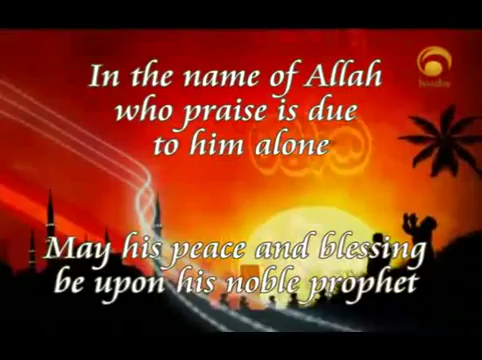 In the name of Allah
who praise is due
to him alone
May his peace and blessing
be upon his noble prophet